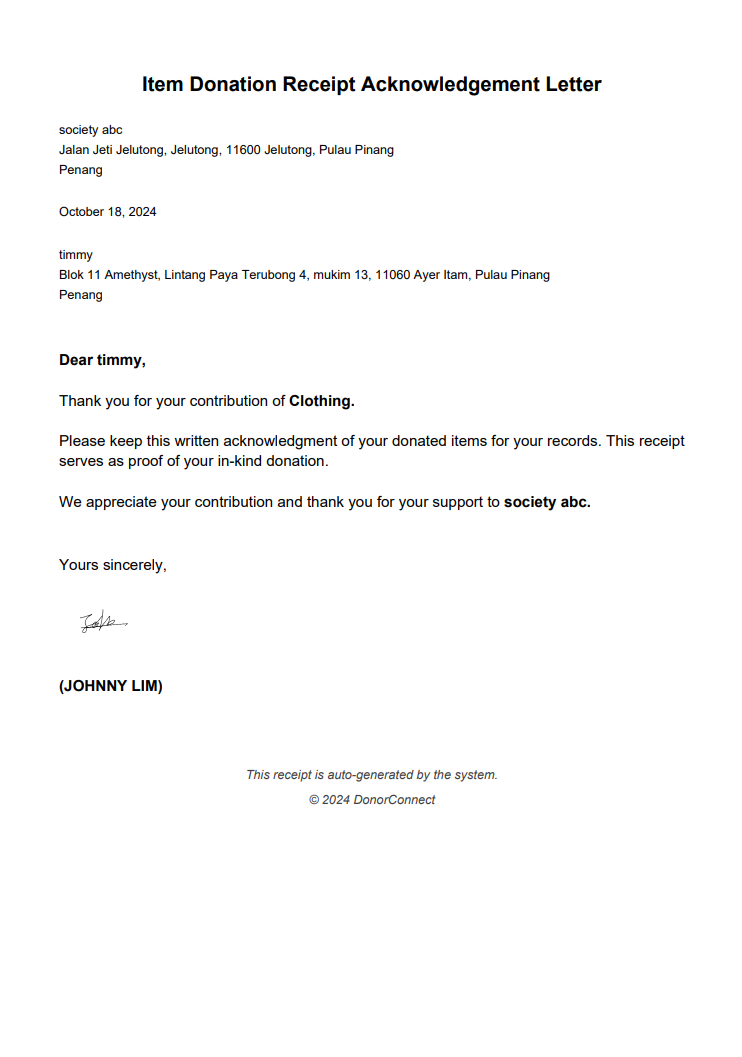 Item Donation Receipt Acknowledgement Letter
society abc
Jalan Jeti Jelutong, Jelutong, 11600 Jelutong, Pulau Pinang
Penang
October 18, 2024
timmy
Blok 11 Amethyst, Lintang Paya Terubong 4, mukim 13, 11060 Ayer Itam, Pulau Pinang
Penang
Dear timmy,
Thank you for your contribution of Clothing.
Please keep this written acknowledgment of your donated items for your records. This receipt
serves as proof of your in-kind donation.
We appreciate your contribution and thank you for your support to society abc.
Yours sincerely,
(JOHNNY LIM)
This receipt is auto-generated by the system.
© 2024 DonorConnect